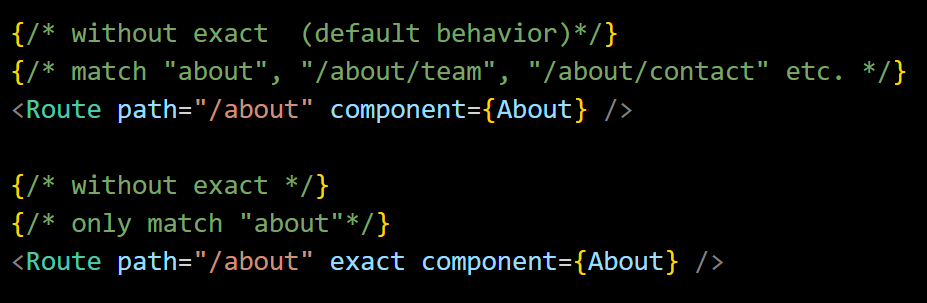 {/* without exact  (default behavior)*/}
{/* match "about", "/about/team", "/about/contact" etc. */}
<Route path="/about" component={About} />
{/* without exact */}
{/* only match "about"*/}
<Route path="/about" exact component={About} />